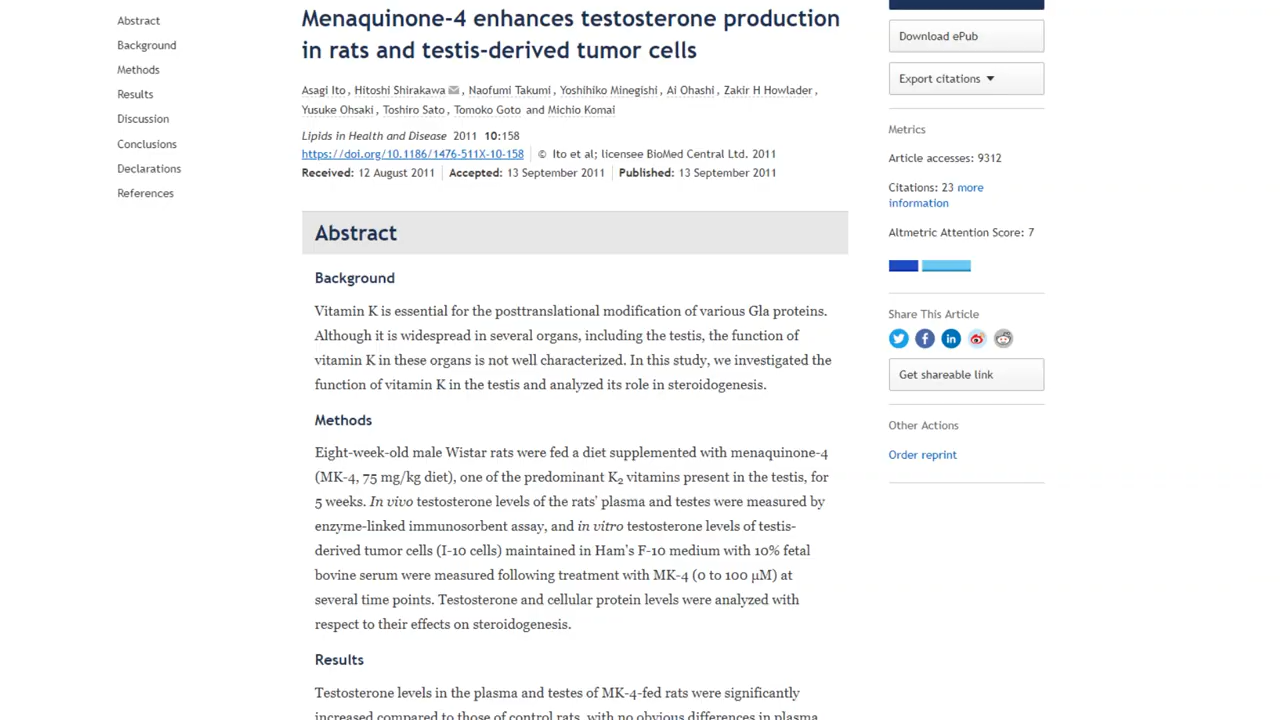 Abstract
Background
Methods
Results
Discussion
Conclusions
Declarations
References
Menaquinone-4 enhances testosterone production
in rats and testis-derived tumor cells
Asagi Ito, Hitoshi Shirakawa, Naofumi Takumi, Yoshihiko Minegishi, Ai Ohashi, Zakir H Howlader,
Yusuke Ohsaki, Toshiro Sato, Tomoko Goto and Michio Komai
Lipids in Health and Disease 2011 10:158
https://doi.org/10.1186/1476-511X-10-158 © Ito et al; licensee BioMed Central Ltd. 2011
Received: 12 August 2011 Accepted: 13 September 2011 Published: 13 September 2011
Abstract
Background
Vitamin K is essential for the posttranslational modification of various Gla proteins.
Although it is widespread in several organs, including the testis, the function of
vitamin K in these organs is not well characterized. In this study, we investigated the
function of vitamin K in the testis and analyzed its role in steroidogenesis.
Methods
Eight-week-old male Wistar rats were fed a diet supplemented with menaquinone-4
(MK-4, 75 mg/kg diet), one of the predominant K₂ vitamins present in the testis, for
5 weeks. In vivo testosterone levels of the rats' plasma and testes were measured by
enzyme-linked immunosorbent assay, and in vitro testosterone levels of testis-
derived tumor cells (I-10 cells) maintained in Ham's F-10 medium with 10% fetal
bovine serum were measured following treatment with MK-4 (0 to 100 μM) at
several time points. Testosterone and cellular protein levels were analyzed with
respect to their effects on steroidogenesis.
Results
Testosterone levels in the plasma and testes of MK-4-fed rats were significantly
increased compared to those of control rats, with no obvious differences in plasma
Download ePub
Export citations
Metrics
Article accesses: 9312
Citations: 23 more
information
Altmetric Attention Score: 7
Share This Article
Get shareable link
Other Actions
Order reprint